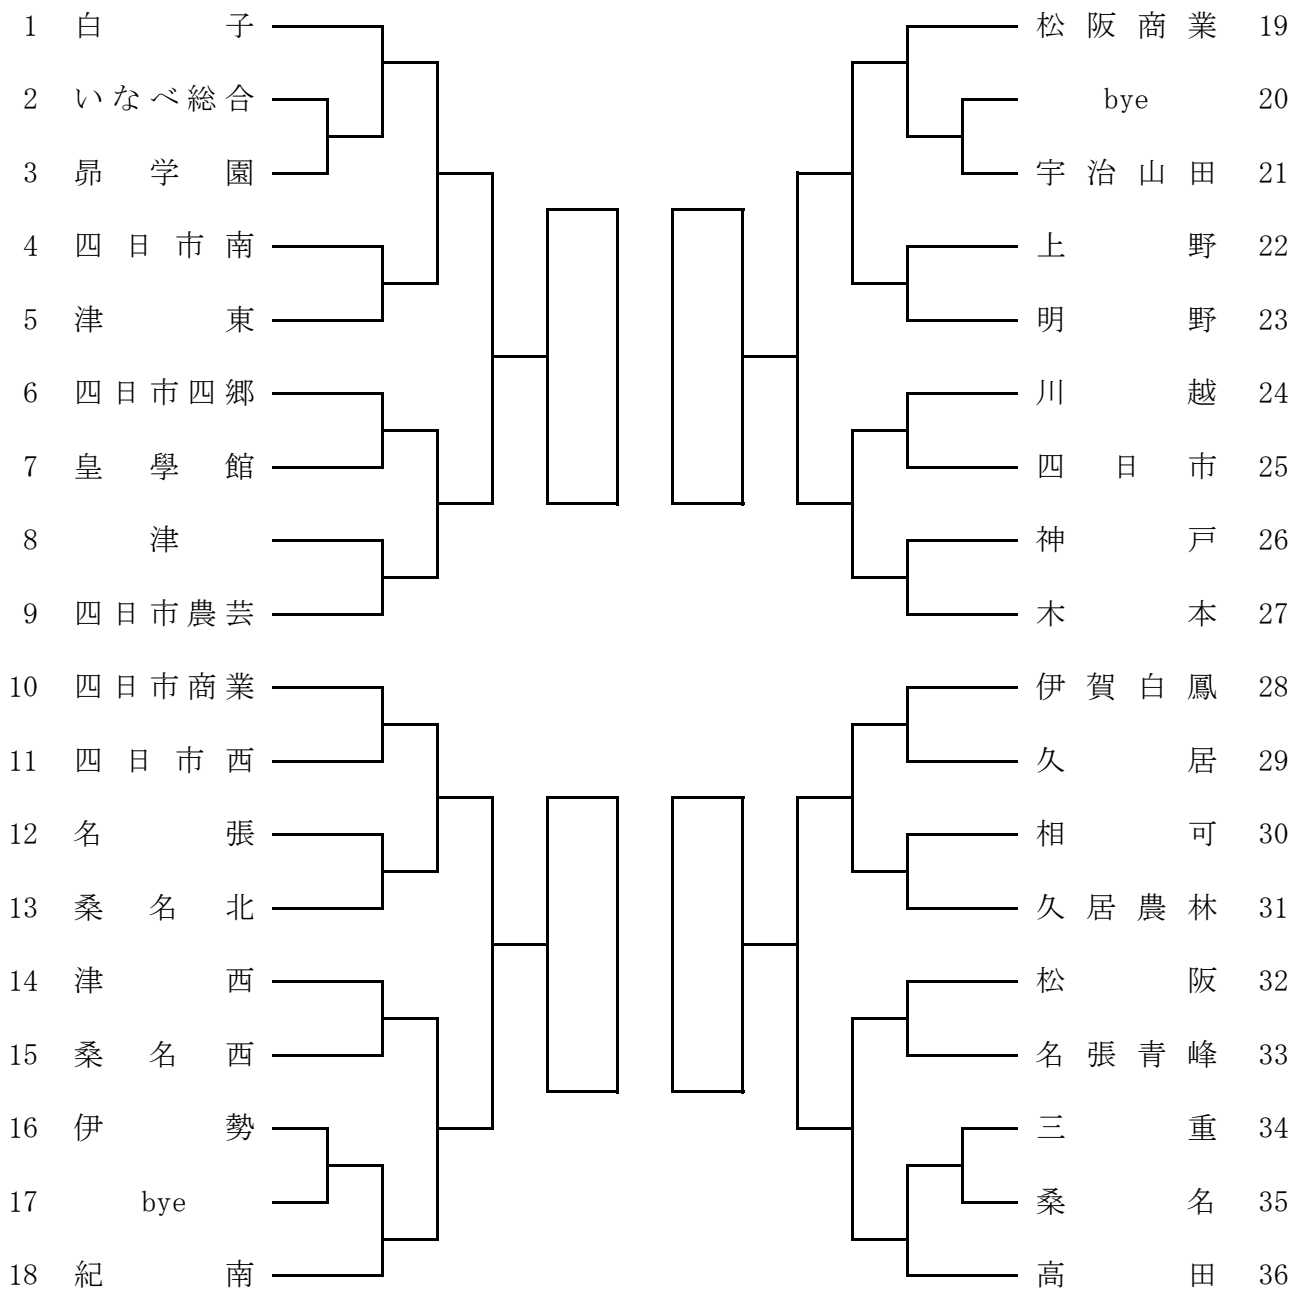 1 白子 松阪商業 19
2 いなべ総合 bye 20
3 昴学園 宇治山田 21
4 四日市南 上野 22
5 津東 明野 23
6 四日市四郷 川越 24
7 皇學館 四日市 25
8 津 神戸 26
9 四日市農芸 木本 27
10 四日市商業 伊賀白鳳 28
11 四日市西 久居 29
12 名張 相可 30
13 桑名北 久居農林 31
14 津西 松阪 32
15 桑名西 名張青峰 33
16 伊勢 三重 34
17 bye 桑名 35
18 紀南 高田 36